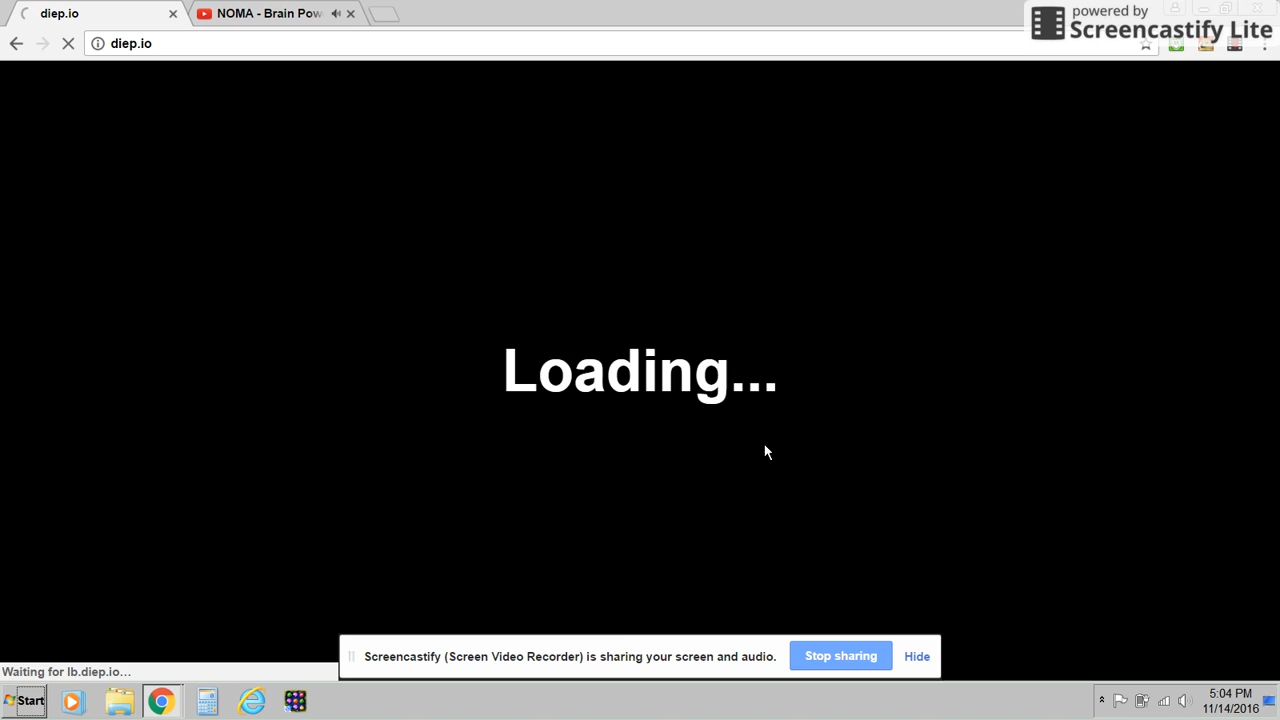 diep.io
NOMA - Brain Pow
powered by
Screencastify Lite
diep.io
Loading...
Screencastify (Screen Video Recorder) is sharing your screen and audio.
Stop sharing
Hide
Waiting for lb.diep.io...
Start
5:04 PM
11/14/2016